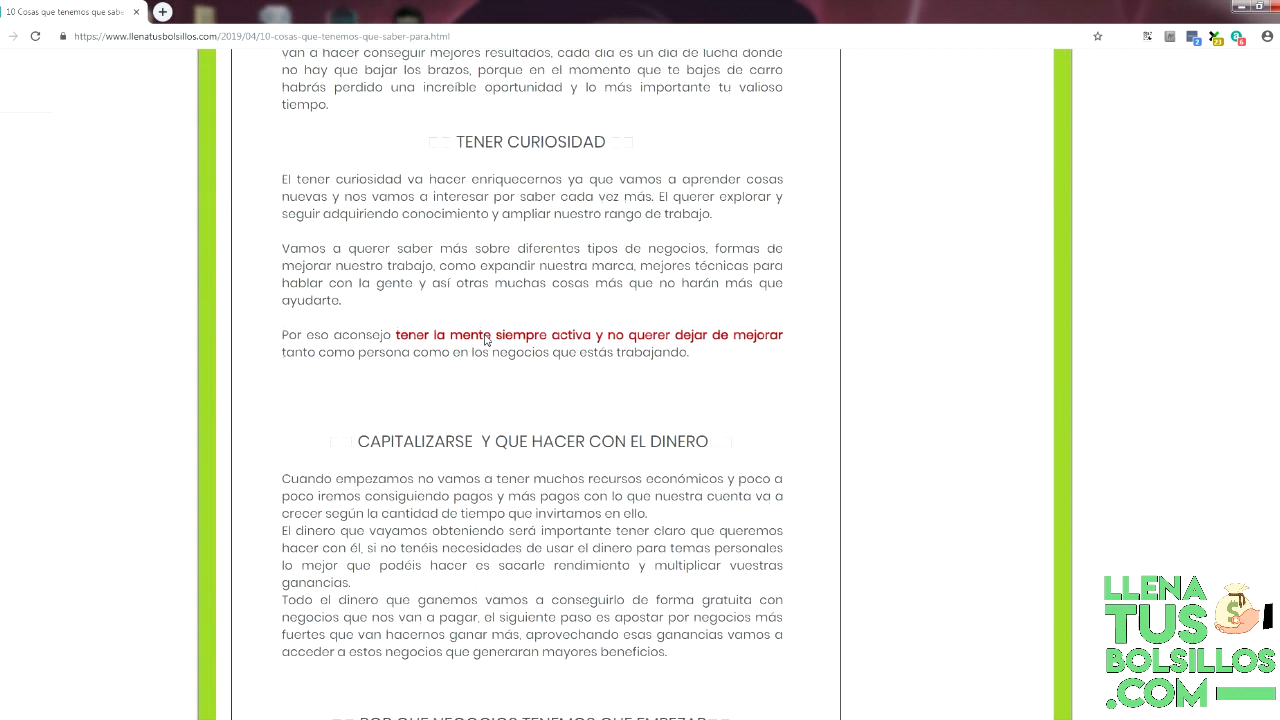 10 Cosas que tenemos que sabe
https://www.llenatusbolsillos.com/2019/04/10-cosas-que-tenemos-que-saber-para.html
van a hacer conseguir mejores resultados, cada día es un día de lucha donde
no hay que bajar los brazos, porque en el momento que te bajes de carro
habrás perdido una increíble oportunidad y lo más importante tu valioso
tiempo.
TENER CURIOSIDAD
El tener curiosidad va hacer enriquecernos ya que vamos a aprender cosas
nuevas y nos vamos a interesar por saber cada vez más. El querer explorar y
seguir adquiriendo conocimiento y ampliar nuestro rango de trabajo.
Vamos a querer saber más sobre diferentes tipos de negocios, formas de
mejorar nuestro trabajo, como expandir nuestra marca, mejores técnicas para
hablar con la gente y así otras muchas cosas más que no harán más que
ayudarte.
Por eso aconsejo tener la mente siempre activa y no querer dejar de mejorar
tanto como persona como en los negocios que estás trabajando.
CAPITALIZARSE Y QUE HACER CON EL DINERO
Cuando empezamos no vamos a tener muchos recursos económicos y poco a
poco iremos consiguiendo pagos y más pagos con lo que nuestra cuenta va a
crecer según la cantidad de tiempo que invirtamos en ello.
El dinero que vayamos obteniendo será importante tener claro que queremos
hacer con él, si no tenéis necesidades de usar el dinero para temas personales
lo mejor que podéis hacer es sacarle rendimiento y multiplicar vuestras
ganancias.
Todo el dinero que ganemos vamos a conseguirlo de forma gratuita con
negocios que nos van a pagar, el siguiente paso es apostar por negocios más
fuertes que van hacernos ganar más, aprovechando esas ganancias vamos a
acceder a estos negocios que generaran mayores beneficios.
POR QUE NEGOCIOS TENEMOS QUE EMPEZAR
LLENA
TUS
BOLSILLOS
.COM